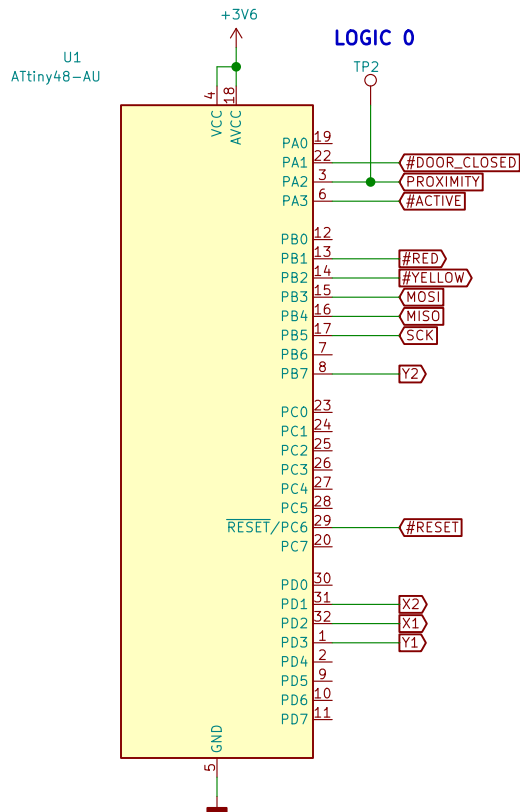 +3V6
LOGIC 0
U1
ATtiny48-AU
TP2
4
18
VCC
AVCC
PA0 19
PA1 22 #DOOR_CLOSED
PA2 3 PROXIMITY
PA3 6 #ACTIVE
PB0 12
PB1 13 #RED
PB2 14 #YELLOW
PB3 15 MOSI
PB4 16 MISO
PB5 17 SCK
PB6 7
PB7 8 Y2
PC0 23
PC1 24
PC2 25
PC3 26
PC4 27
PC5 28
RESET/PC6 29 #RESET
PC7 20
PD0 30
PD1 31 X2
PD2 32 X1
PD3 1 Y1
PD4 2
PD5 9
PD6 10
PD7 11
GND
5